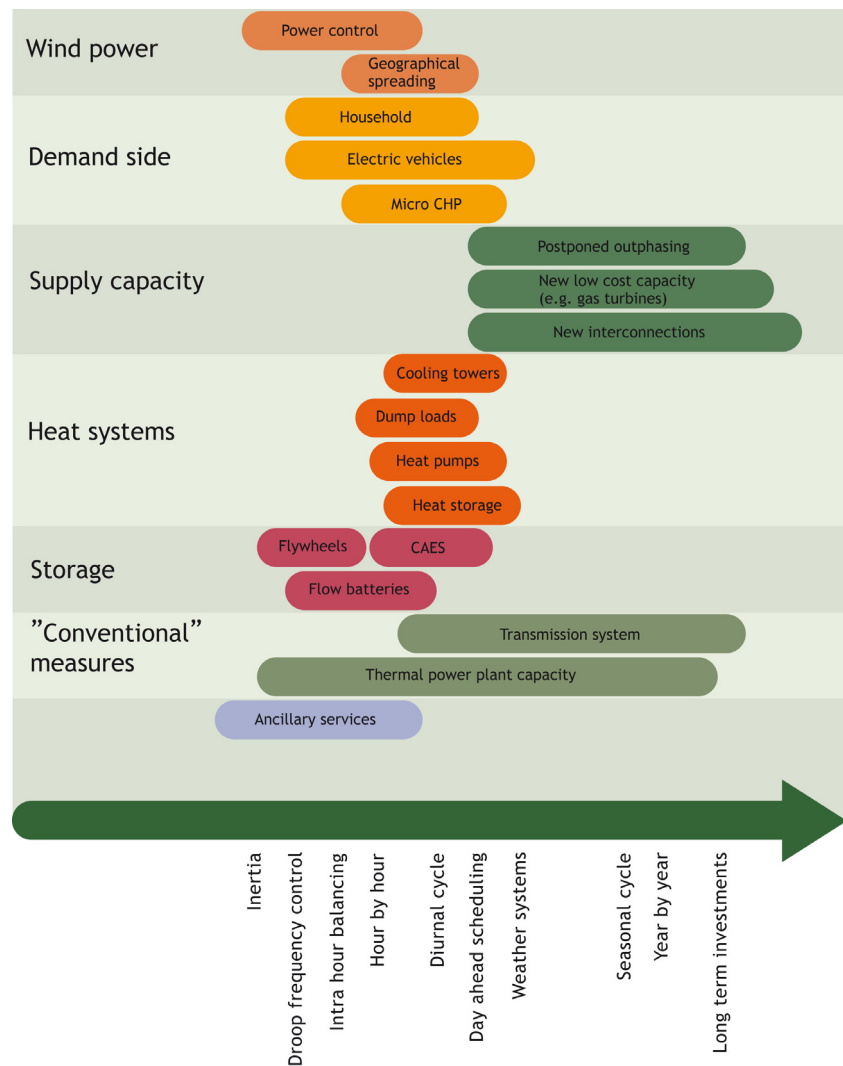 Wind power
Power control
Geographical
spreading
Demand side
Household
Electric vehicles
Micro CHP
Supply capacity
Postponed outphasing
New low cost capacity
(e.g. gas turbines)
New interconnections
Heat systems
Cooling towers
Dump loads
Heat pumps
Heat storage
Storage
Flywheels
CAES
Flow batteries
”Conventional”
measures
Transmission system
Thermal power plant capacity
Ancillary services
Inertia
Droop frequency control
Intra hour balancing
Hour by hour
Diurnal cycle
Day ahead scheduling
Weather systems
Seasonal cycle
Year by year
Long term investments